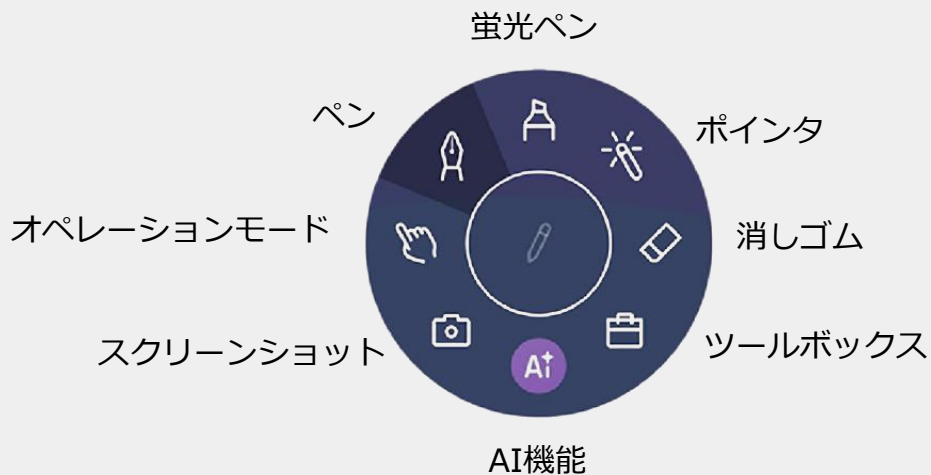 蛍光ペン
ペン
ポインタ
オペレーションモード
消しゴム
スクリーンショット
ツールボックス
Ai
AI機能